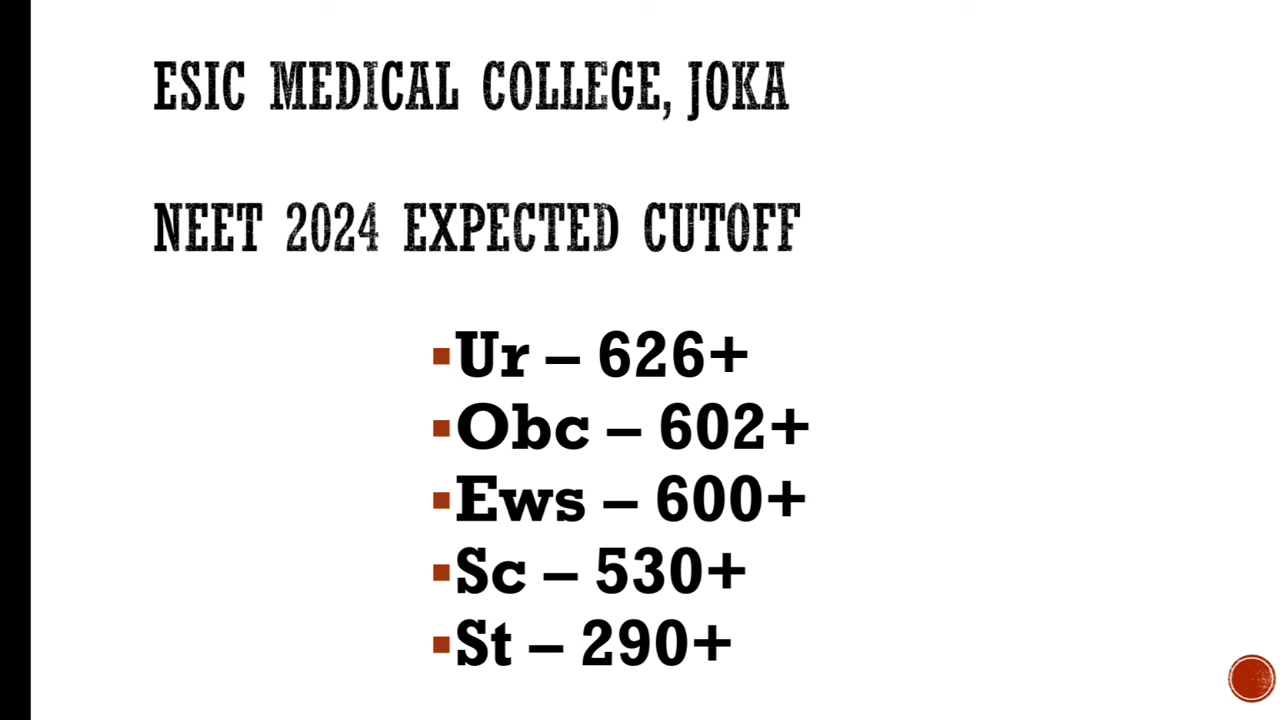 ESIC MEDICAL COLLEGE, JOKA
NEET 2024 EXPECTED CUTOFF
▪Ur – 626+
▪Obc – 602+
▪Ews – 600+
▪Sc – 530+
▪St – 290+